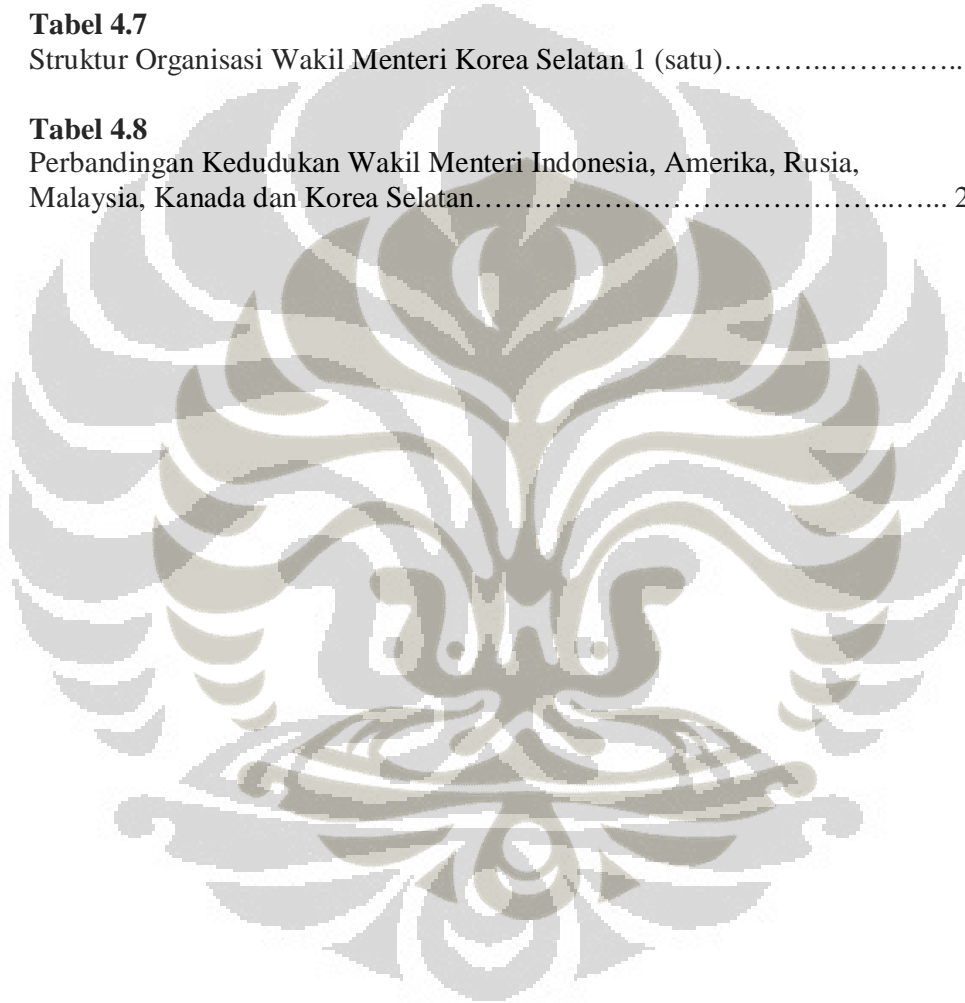 Tabel 4.7
Struktur Organisasi Wakil Menteri Korea Selatan 1 (satu)………..…………..
Tabel 4.8
Perbandingan Kedudukan Wakil Menteri Indonesia, Amerika, Rusia,
Malaysia, Kanada dan Korea Selatan…………………………………...…... 2